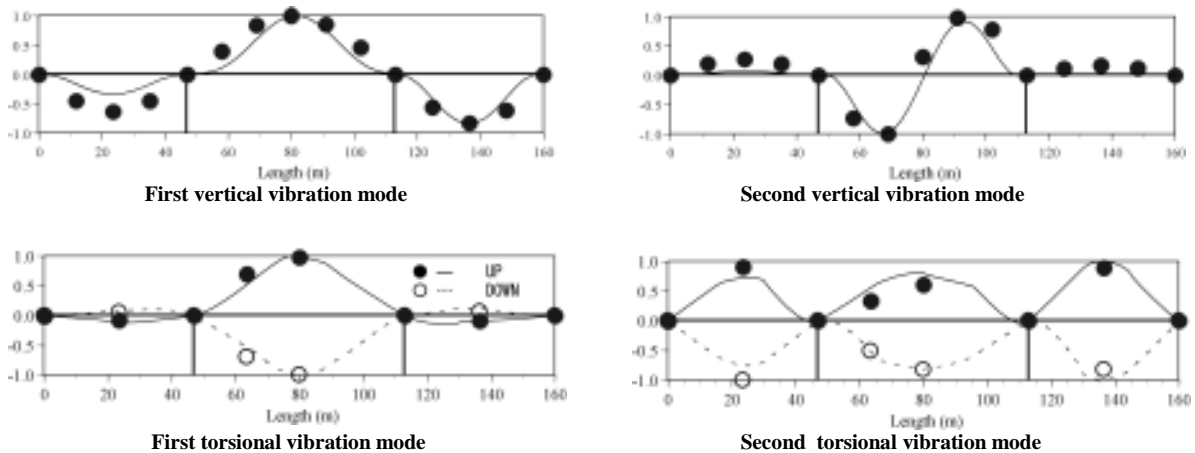 1.0
0.5
0.0
-0.5
-1.0
0 20 40 60 80 100 120 140 160
Length (m)
First vertical vibration mode
1.0
0.5
0.0
-0.5
-1.0
0 20 40 60 80 100 120 140 160
Length (m)
Second vertical vibration mode
1.0
0.5
0.0
-0.5
-1.0
UP
DOWN
0 20 40 60 80 100 120 140 160
Length (m)
First torsional vibration mode
1.0
0.5
0.0
-0.5
-1.0
0 20 40 60 80 100 120 140 160
Length (m)
Second torsional vibration mode